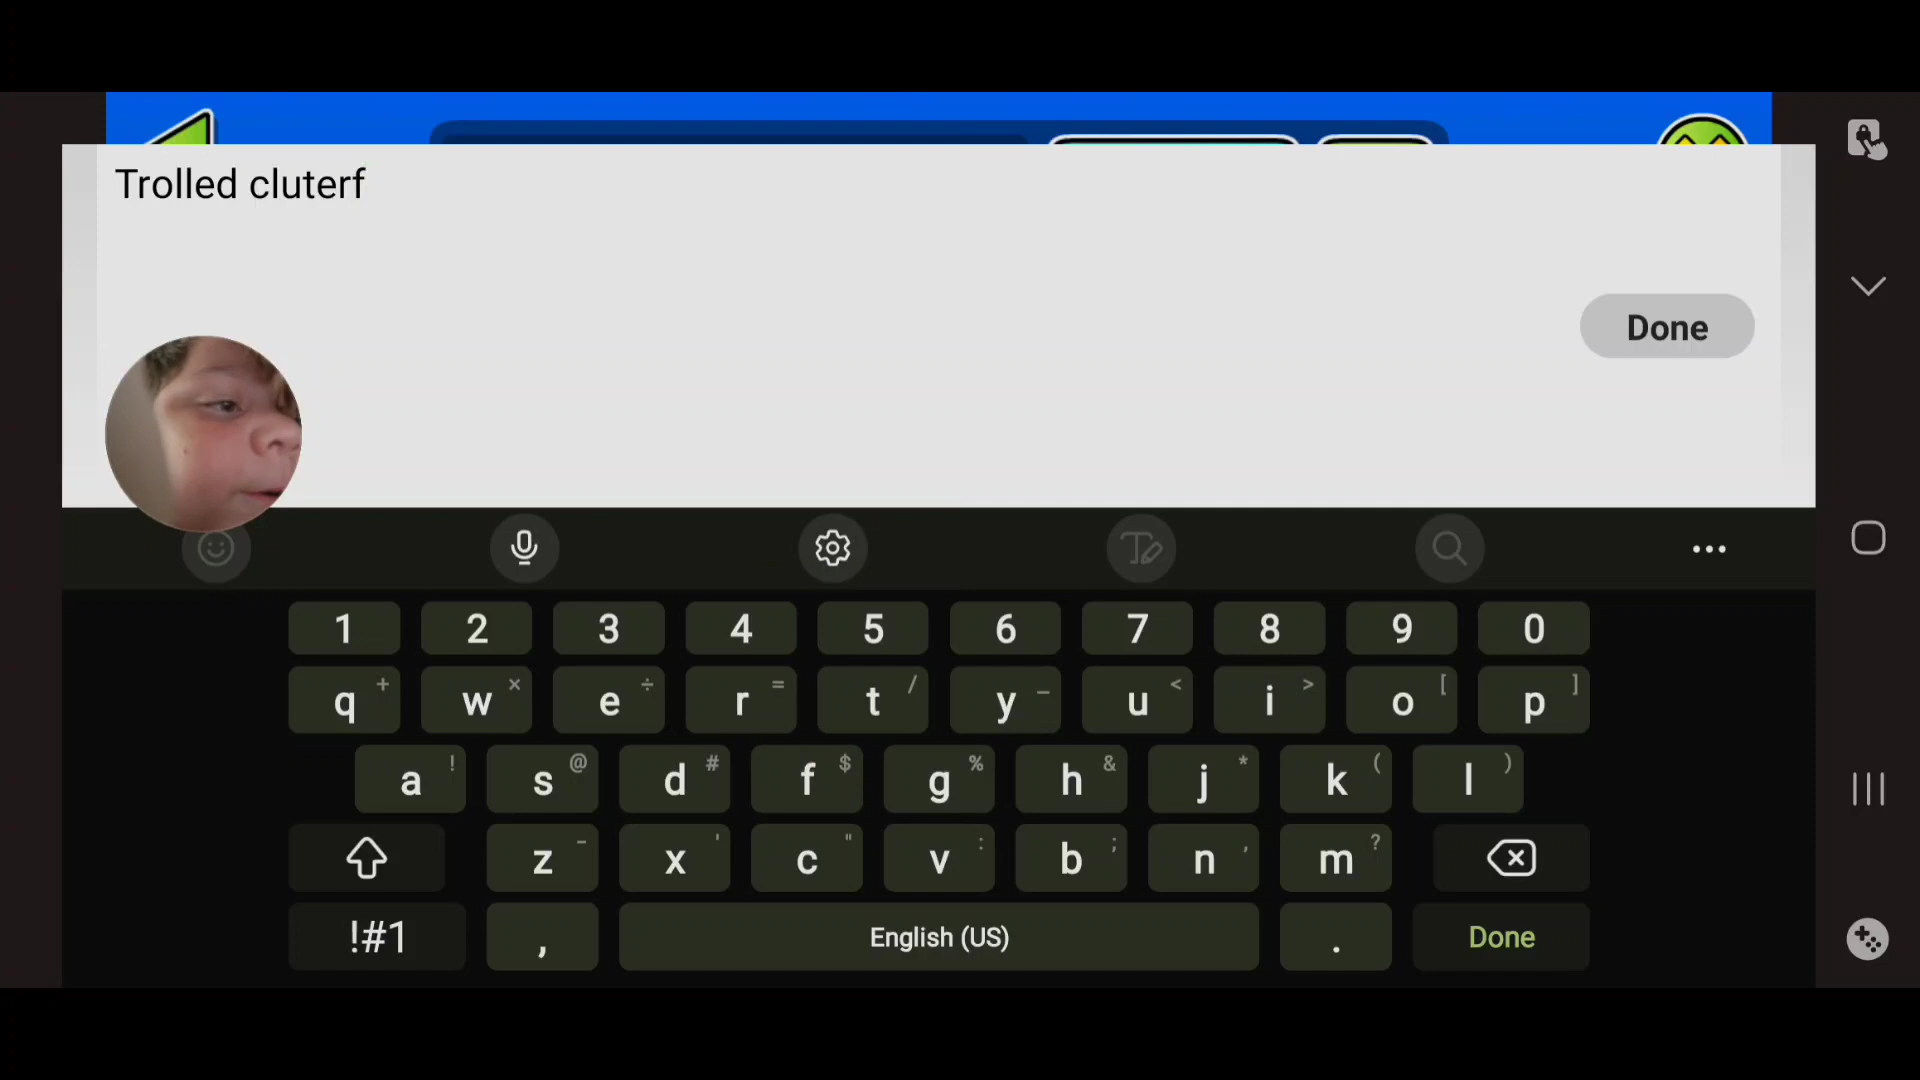 Trolled cluterf
Done
1 2 3 4 5 6 7 8 9 0
q + w × e ÷ r = t / y _ u < i > o [ p ]
a ! s @ d # f $ g % h & j * k ( l )
z - x ' c " v : b ; n , m ?
!#1 , English (US) . Done